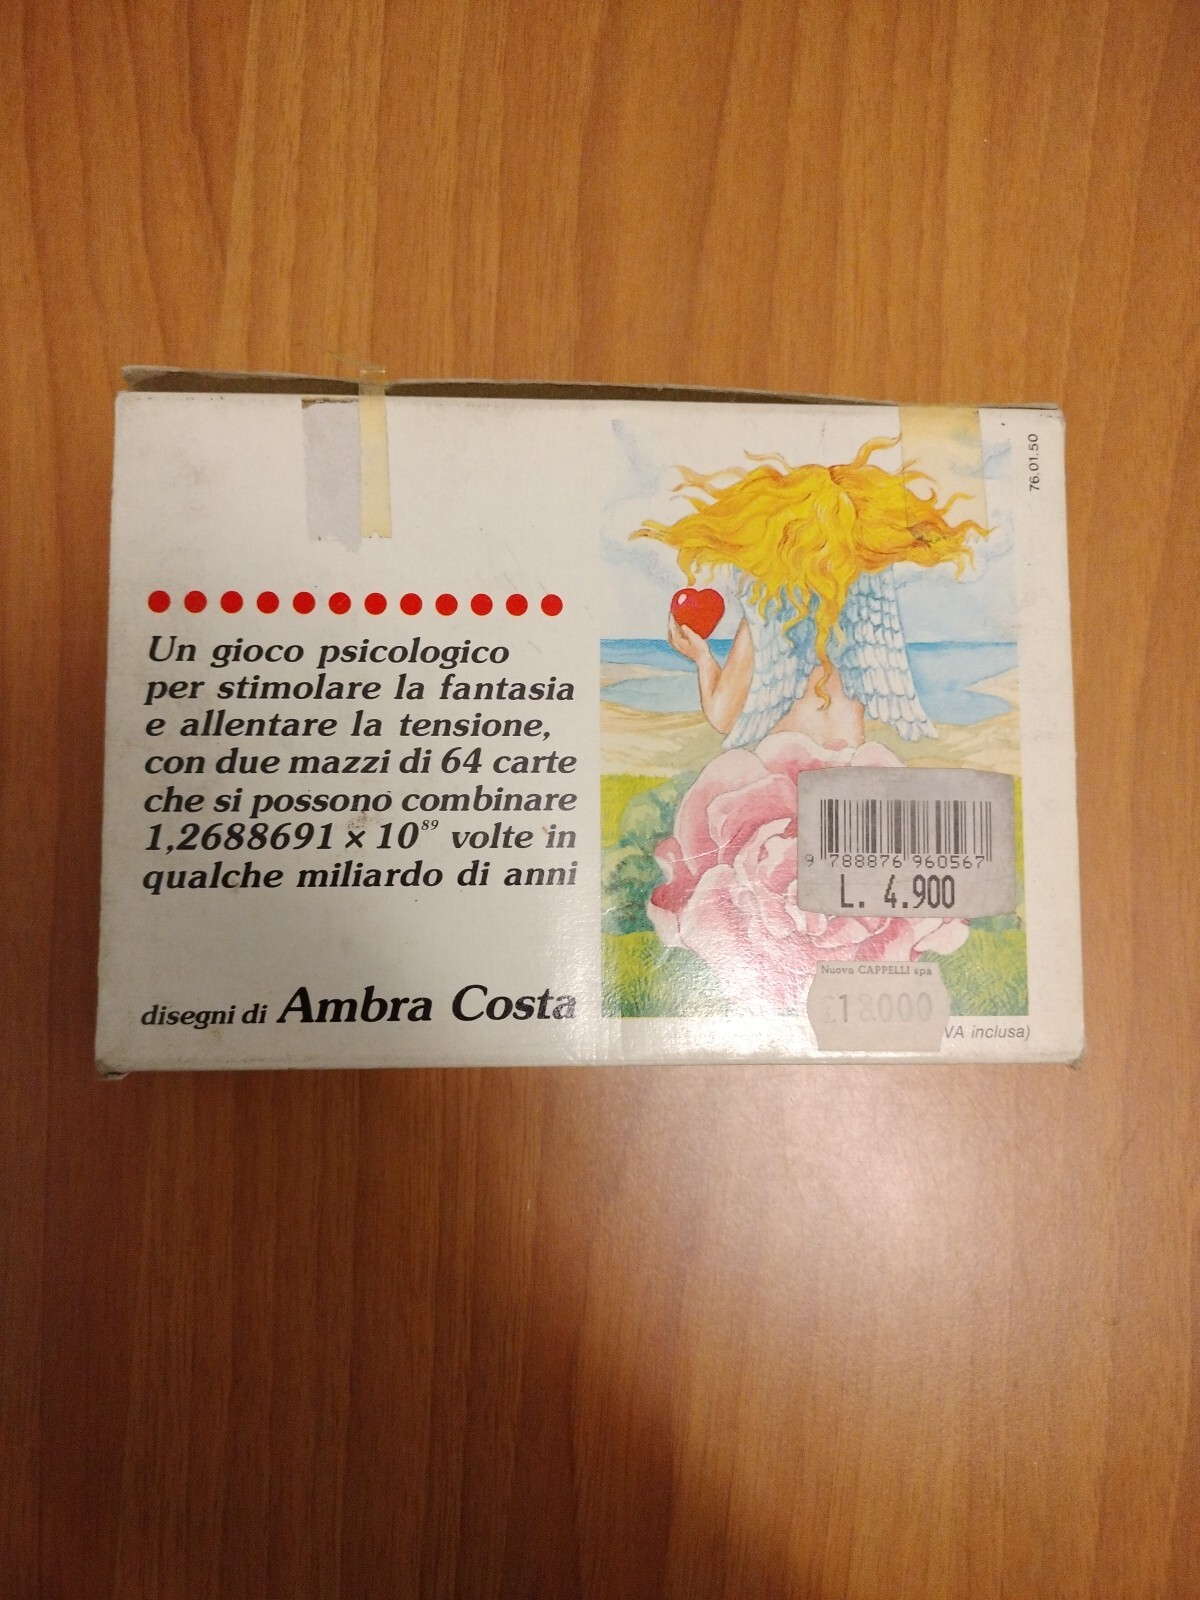 76.01.50
Un gioco psicologico
per stimolare la fantasia
e allentare la tensione,
con due mazzi di 64 carte
che si possono combinare
1,2688691 × 10⁸⁹ volte in
qualche miliardo di anni
disegni di Ambra Costa
9 788876 960567
L. 4.900
Nuova CAPPELLI spa
£18.000
VA inclusa)